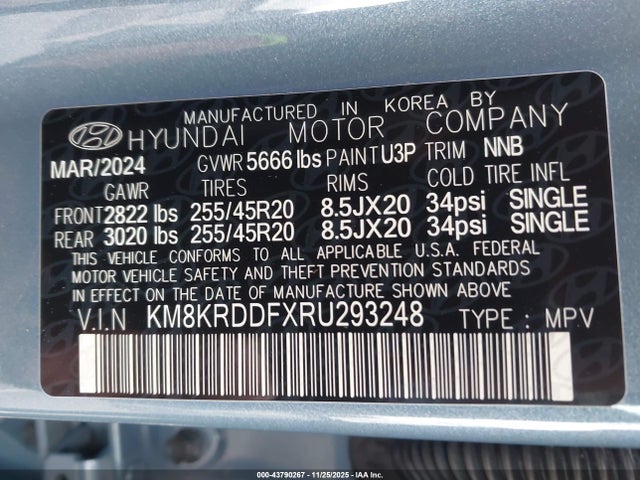 MANUFACTURED IN KOREA BY
HYUNDAI MOTOR COMPANY
MAR/2024 GVWR 5666 lbs PAINT U3P TRIM NNB
GAWR TIRES RIMS COLD TIRE INFL
FRONT 2822 lbs 255/45R20 8.5JX20 34psi SINGLE
REAR 3020 lbs 255/45R20 8.5JX20 34psi SINGLE
THIS VEHICLE CONFORMS TO ALL APPLICABLE U.S.A. FEDERAL
MOTOR VEHICLE SAFETY AND THEFT PREVENTION STANDARDS
IN EFFECT ON THE DATE OF MANUFACTURE SHOWN ABOVE
V.I.N KM8KRDDFXRU293248 TYPE : MPV
000-43790267 - 11/25/2025 - IAA Inc.